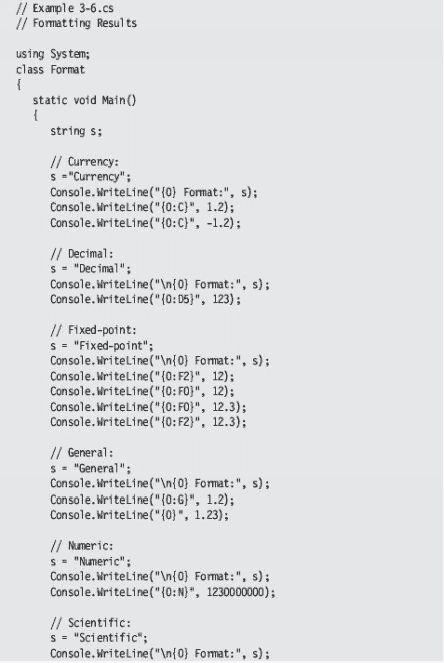 // Example 3-6.cs
// Formatting Results
using System;
class Format
{
static void Main()
{
string s;
// Currency:
s ="Currency";
Console.WriteLine("{0} Format:", s);
Console.WriteLine("{0:C}", 1.2);
Console.WriteLine("{0:C}", -1.2);
// Decimal:
s = "Decimal";
Console.WriteLine("\n{0} Format:", s);
Console.WriteLine("{0:D5}", 123);
// Fixed-point:
s = "Fixed-point";
Console.WriteLine("\n{0} Format:", s);
Console.WriteLine("{0:F2}", 12);
Console.WriteLine("{0:F0}", 12);
Console.WriteLine("{0:F0}", 12.3);
Console.WriteLine("{0:F2}", 12.3);
// General:
s = "General";
Console.WriteLine("\n{0} Format:", s);
Console.WriteLine("{0:G}", 1.2);
Console.WriteLine("{0}", 1.23);
// Numeric:
s = "Numeric";
Console.WriteLine("\n{0} Format:", s);
Console.WriteLine("{0:N}", 1230000000);
// Scientific:
s = "Scientific";
Console.WriteLine("\n{0} Format:", s);